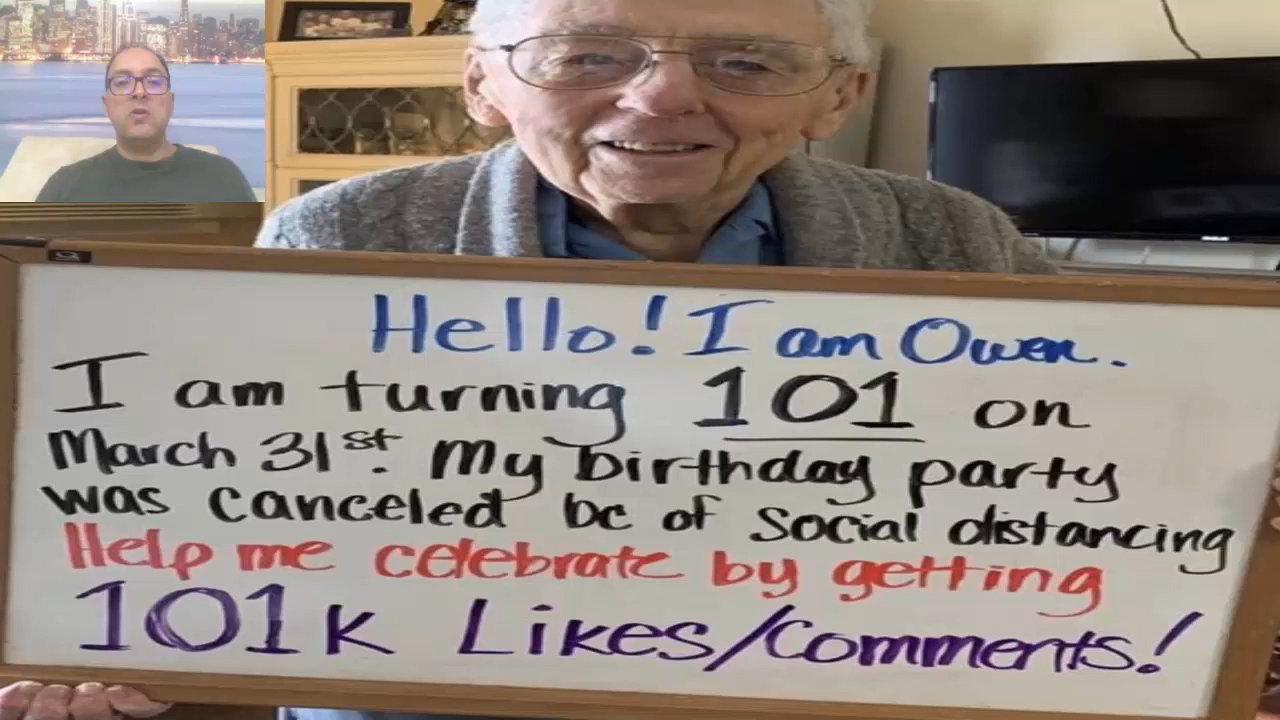 Hello! I am Owen.
I am turning 101 on
March 31st. My birthday party
was canceled bc of social distancing
Help me celebrate by getting
101K Likes/Comments!